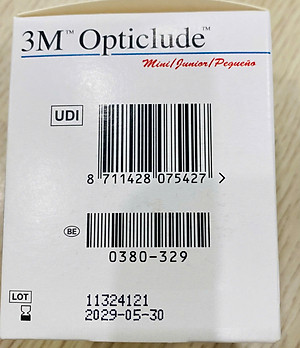 3M™ Opticlude™
Mini/Junior/Pequeño
UDI
8 711428 075427 >
BE
0380-329
LOT 11324121
2029-05-30